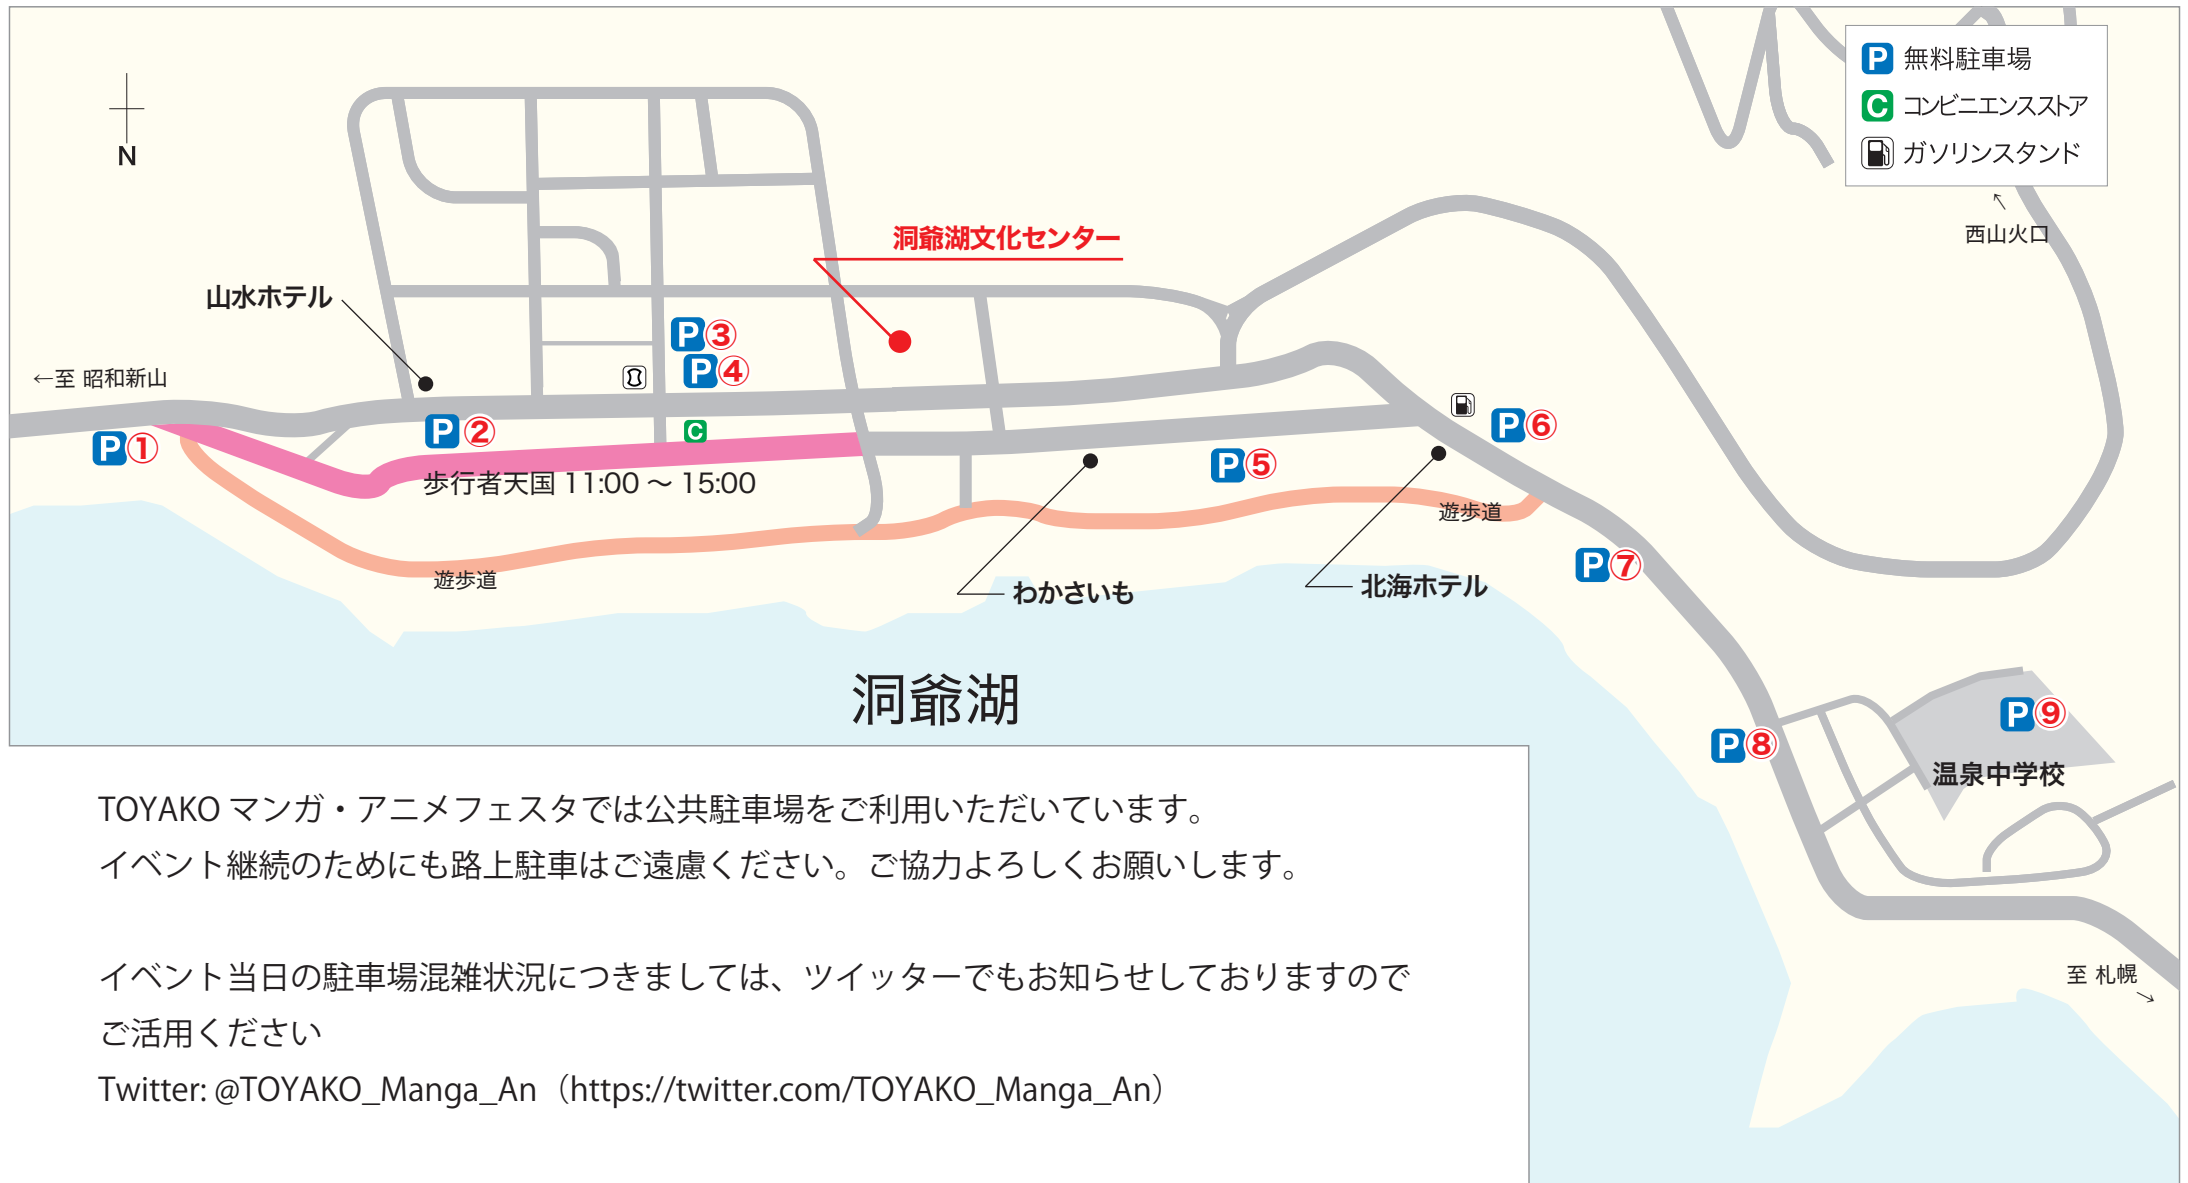 N
P 無料駐車場
C コンビニエンスストア
ガソリンスタンド
←
西山火口
洞爺湖文化センター
山水ホテル
P③
P④
←至 昭和新山
P①
P②
C
歩行者天国 11:00 ～ 15:00
P⑤
P⑥
遊歩道
P⑦
遊歩道
わかさいも
北海ホテル
洞爺湖
P⑧
P⑨
温泉中学校
至 札幌
→
TOYAKO マンガ・アニメフェスタでは公共駐車場をご利用いただいています。
イベント継続のためにも路上駐車はご遠慮ください。ご協力よろしくお願いします。
イベント当日の駐車場混雑状況につきましては、ツイッターでもお知らせしておりますので
ご活用ください
Twitter: @TOYAKO_Manga_An（https://twitter.com/TOYAKO_Manga_An）